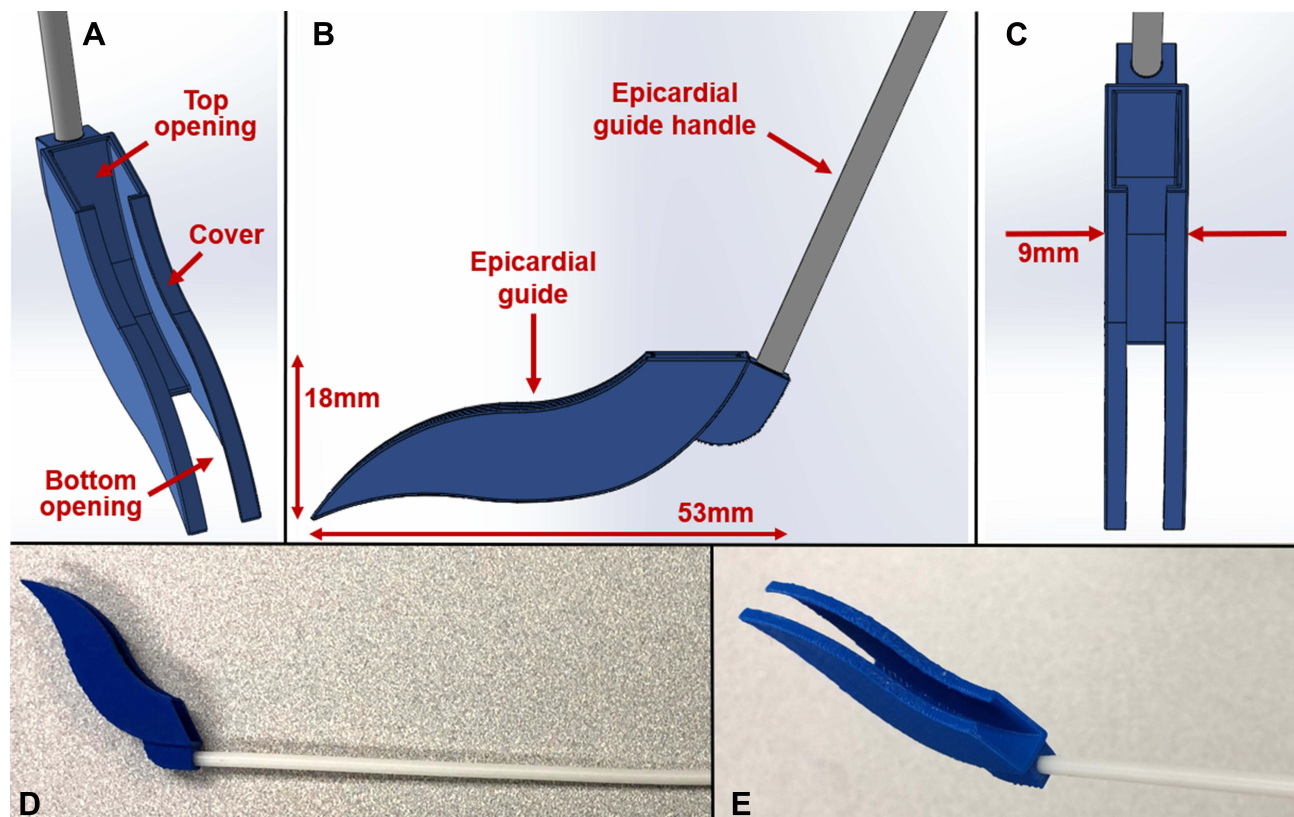 A
Top
opening
Cover
Bottom
opening
B
Epicardial
guide handle
Epicardial
guide
18mm
53mm
C
9mm
D
E